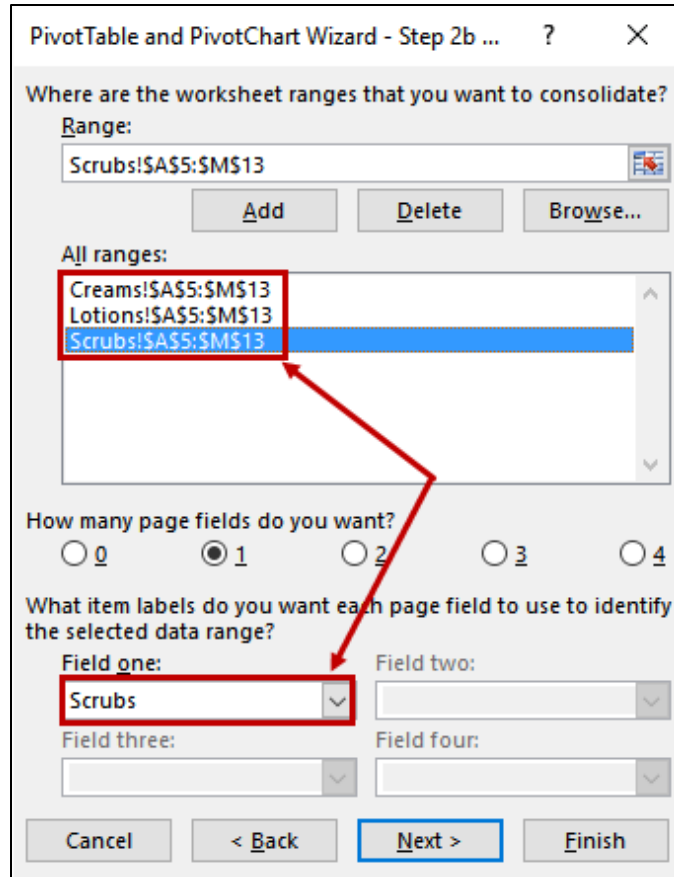 PivotTable and PivotChart Wizard - Step 2b ... ?
Where are the worksheet ranges that you want to consolidate?
Range:
Scrubs!$A$5:$M$13
Add Delete Browse...
All ranges:
Creams!$A$5:$M$13
Lotions!$A$5:$M$13
Scrubs!$A$5:$M$13
How many page fields do you want?
0 1 2 3 4
What item labels do you want each page field to use to identify
the selected data range?
Field one: Field two:
Scrubs
Field three: Field four:
Cancel < Back Next > Finish